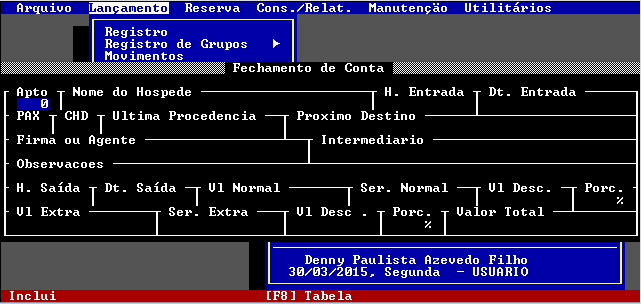 Arquivo Lançamento Reserva Cons./Relat. Manutenção Utilitários
Registro
Registro de Grupos
Movimentos
Fechamento de Conta
Apto Nome do Hospede H. Entrada Dt. Entrada
0
PAX CHD Ultima Procedencia Proximo Destino
Firma ou Agente Intermediario
Observacoes
H. Saída Dt. Saída Vl Normal Ser. Normal Vl Desc. Porc.
%
Vl Extra Ser. Extra Vl Desc . Porc. Valor Total
%
Denny Paulista Azevedo Filho
30/03/2015, Segunda - USUARIO
Inclui [F8] Tabela